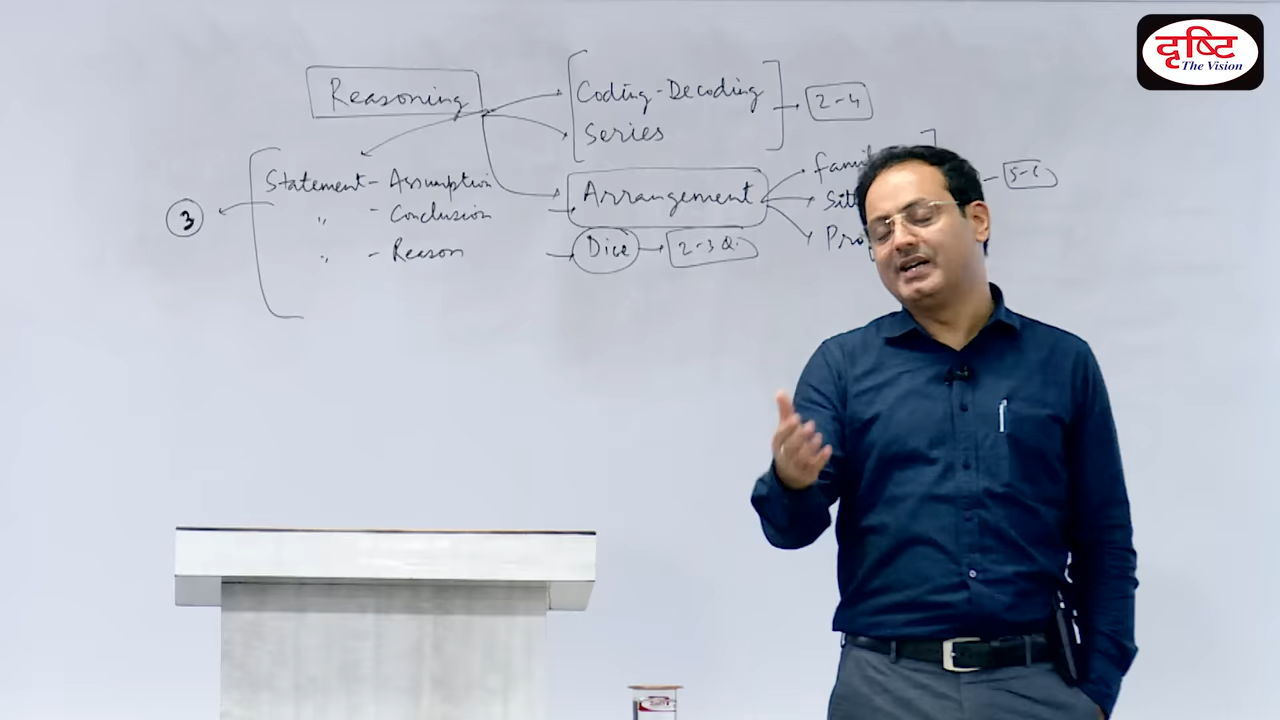 दृष्टि
The Vision
Reasoning
Coding-Decoding
Series
2-4
Statement - Assumption
" - Conclusion
" - Reason
3
Arrangement
Dice
2-3 Q.